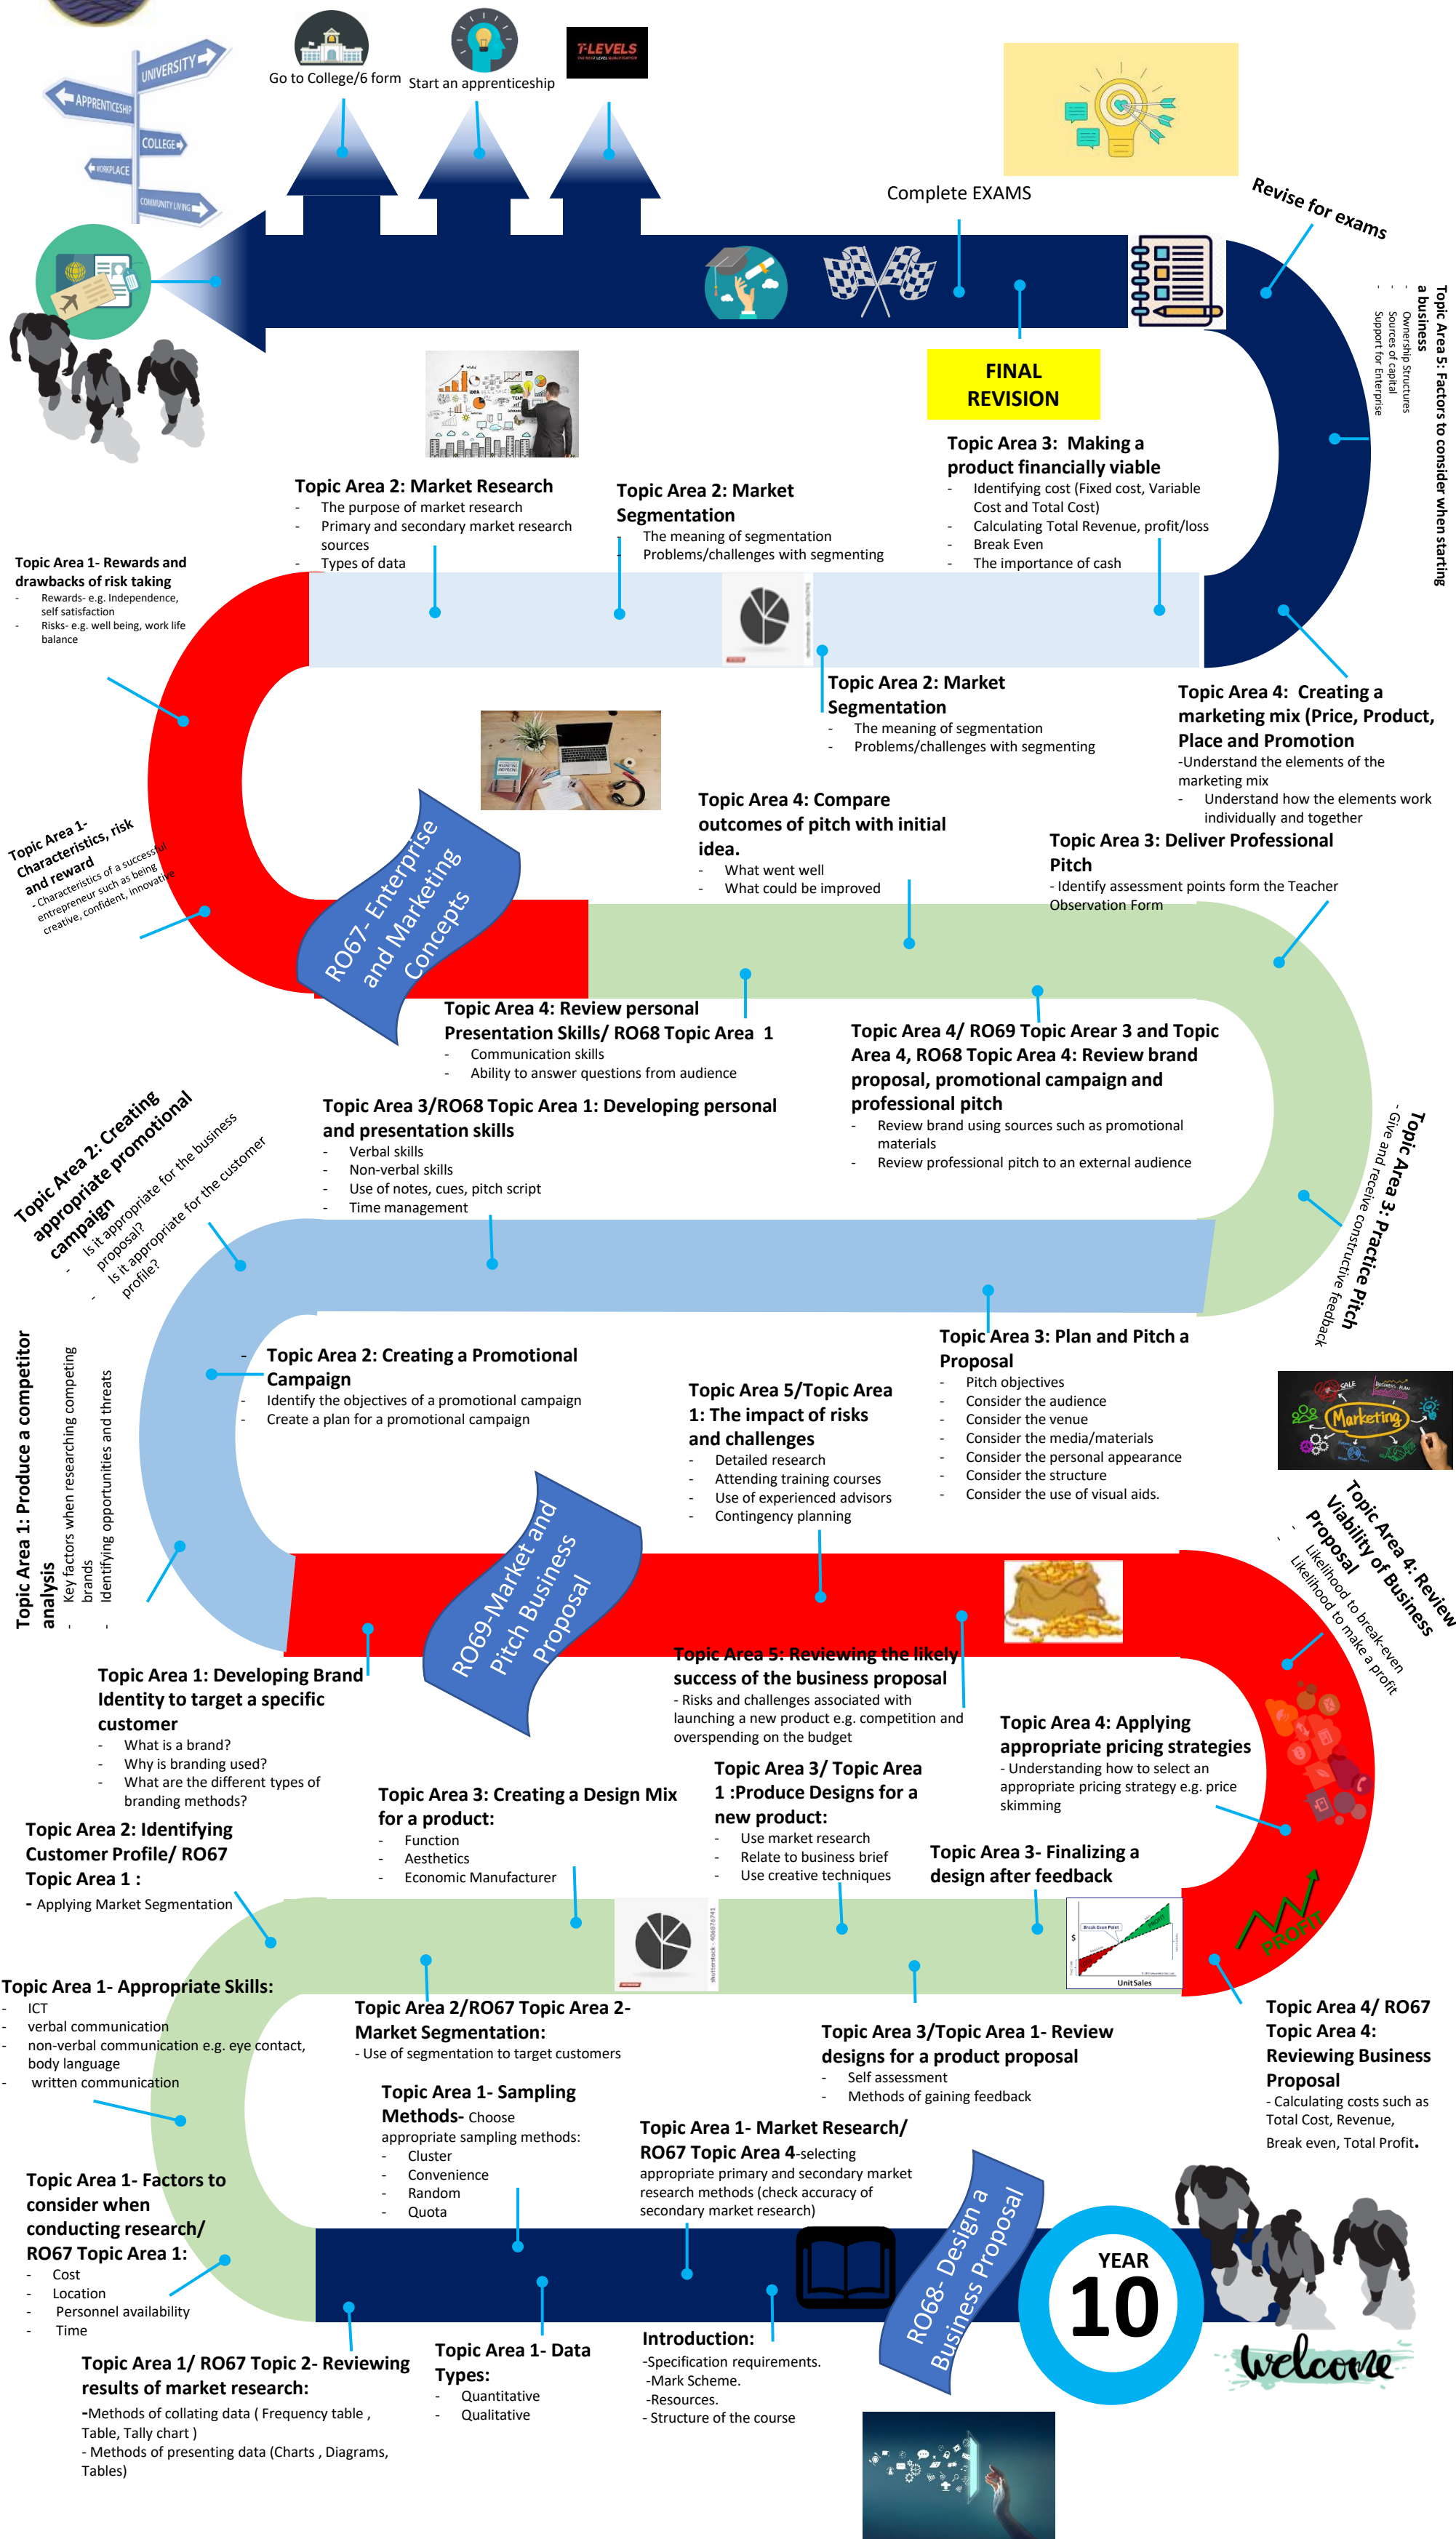 UNIVERSITY
APPRENTICESHIP
COLLEGE
WORKPLACE
COMMUNITY LIVING
Go to College/6 form
Start an apprenticeship
T-LEVELS
THE NEXT LEVEL QUALIFICATION
Complete EXAMS
Revise for exams
FINAL
REVISION
Topic Area 5: Factors to consider when starting
a business
- Ownership Structures
- Sources of capital
- Support for Enterprise
Topic Area 3: Making a
product financially viable
- Identifying cost (Fixed cost, Variable
Cost and Total Cost)
- Calculating Total Revenue, profit/loss
- Break Even
- The importance of cash
Topic Area 2: Market Research
- The purpose of market research
- Primary and secondary market research
sources
- Types of data
Topic Area 2: Market
Segmentation
- The meaning of segmentation
- Problems/challenges with segmenting
Topic Area 1- Rewards and
drawbacks of risk taking
- Rewards- e.g. Independence,
self satisfaction
- Risks- e.g. well being, work life
balance
shutterstock · 406876741
Topic Area 2: Market
Segmentation
- The meaning of segmentation
- Problems/challenges with segmenting
Topic Area 4: Creating a
marketing mix (Price, Product,
Place and Promotion
-Understand the elements of the
marketing mix
- Understand how the elements work
individually and together
Topic Area 1-
Characteristics, risk
and reward
- Characteristics of a successful
entrepreneur such as being
creative, confident, innovative
RO67- Enterprise
and Marketing
Concepts
Topic Area 4: Compare
outcomes of pitch with initial
idea.
- What went well
- What could be improved
Topic Area 3: Deliver Professional
Pitch
- Identify assessment points form the Teacher
Observation Form
Topic Area 4: Review personal
Presentation Skills/ RO68 Topic Area 1
- Communication skills
- Ability to answer questions from audience
Topic Area 4/ RO69 Topic Arear 3 and Topic
Area 4, RO68 Topic Area 4: Review brand
proposal, promotional campaign and
professional pitch
- Review brand using sources such as promotional
materials
- Review professional pitch to an external audience
Topic Area 3: Practice Pitch
- Give and receive constructive feedback
Topic Area 2: Creating
appropriate promotional
campaign
- Is it appropriate for the business
proposal?
- Is it appropriate for the customer
profile?
Topic Area 3/RO68 Topic Area 1: Developing personal
and presentation skills
- Verbal skills
- Non-verbal skills
- Use of notes, cues, pitch script
- Time management
Topic Area 1: Produce a competitor
analysis
- Key factors when researching competing
brands
- Identifying opportunities and threats
- Topic Area 2: Creating a Promotional
Campaign
- Identify the objectives of a promotional campaign
- Create a plan for a promotional campaign
Topic Area 3: Plan and Pitch a
Proposal
- Pitch objectives
- Consider the audience
- Consider the venue
- Consider the media/materials
- Consider the personal appearance
- Consider the structure
- Consider the use of visual aids.
Topic Area 5/Topic Area
1: The impact of risks
and challenges
- Detailed research
- Attending training courses
- Use of experienced advisors
- Contingency planning
SALE
BUSINESS PLAN
Marketing
Topic Area 4: Review
Viability of Business
Proposal
- Likelihood to break-even
- Likelihood to make a profit
RO69-Market and
Pitch Business
Proposal
Topic Area 1: Developing Brand
Identity to target a specific
customer
- What is a brand?
- Why is branding used?
- What are the different types of
branding methods?
Topic Area 5: Reviewing the likely
success of the business proposal
- Risks and challenges associated with
launching a new product e.g. competition and
overspending on the budget
Topic Area 4: Applying
appropriate pricing strategies
- Understanding how to select an
appropriate pricing strategy e.g. price
skimming
Topic Area 3: Creating a Design Mix
for a product:
- Function
- Aesthetics
- Economic Manufacturer
Topic Area 3/ Topic Area
1 :Produce Designs for a
new product:
- Use market research
- Relate to business brief
- Use creative techniques
Topic Area 3- Finalizing a
design after feedback
Topic Area 2: Identifying
Customer Profile/ RO67
Topic Area 1 :
- Applying Market Segmentation
PROFIT
shutterstock · 406876741
Break-Even Point
PROFIT
$
UnitSales
Topic Area 1- Appropriate Skills:
- ICT
- verbal communication
- non-verbal communication e.g. eye contact,
body language
- written communication
Topic Area 2/RO67 Topic Area 2-
Market Segmentation:
- Use of segmentation to target customers
Topic Area 3/Topic Area 1- Review
designs for a product proposal
- Self assessment
- Methods of gaining feedback
Topic Area 4/ RO67
Topic Area 4:
Reviewing Business
Proposal
- Calculating costs such as
Total Cost, Revenue,
Break even, Total Profit.
Topic Area 1- Sampling
Methods- Choose
appropriate sampling methods:
- Cluster
- Convenience
- Random
- Quota
Topic Area 1- Market Research/
RO67 Topic Area 4-selecting
appropriate primary and secondary market
research methods (check accuracy of
secondary market research)
Topic Area 1- Factors to
consider when
conducting research/
RO67 Topic Area 1:
- Cost
- Location
- Personnel availability
- Time
RO68- Design a
Business Proposal
YEAR
10
welcome
Topic Area 1/ RO67 Topic 2- Reviewing
results of market research:
-Methods of collating data ( Frequency table ,
Table, Tally chart )
- Methods of presenting data (Charts , Diagrams,
Tables)
Topic Area 1- Data
Types:
- Quantitative
- Qualitative
Introduction:
-Specification requirements.
-Mark Scheme.
-Resources.
- Structure of the course